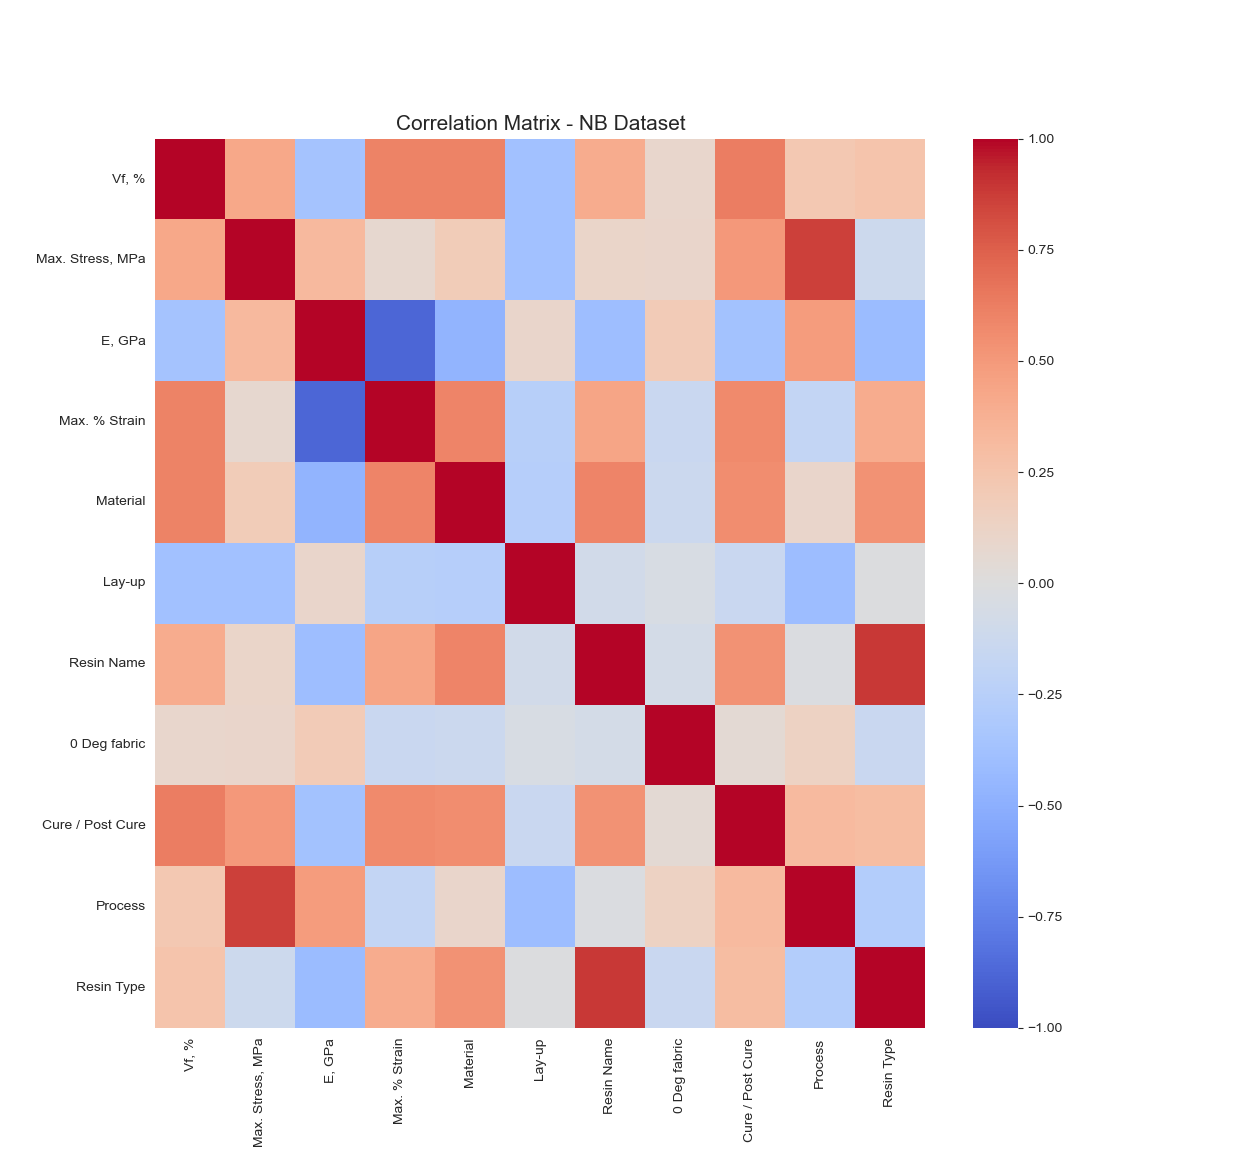 Correlation Matrix - NB Dataset
Vf, %
Max. Stress, MPa
E, GPa
Max. % Strain
Material
Lay-up
Resin Name
0 Deg fabric
Cure / Post Cure
Process
Resin Type
Vf, %
Max. Stress, MPa
E, GPa
Max. % Strain
Material
Lay-up
Resin Name
0 Deg fabric
Cure / Post Cure
Process
Resin Type
1.00
0.75
0.50
0.25
0.00
−0.25
−0.50
−0.75
−1.00